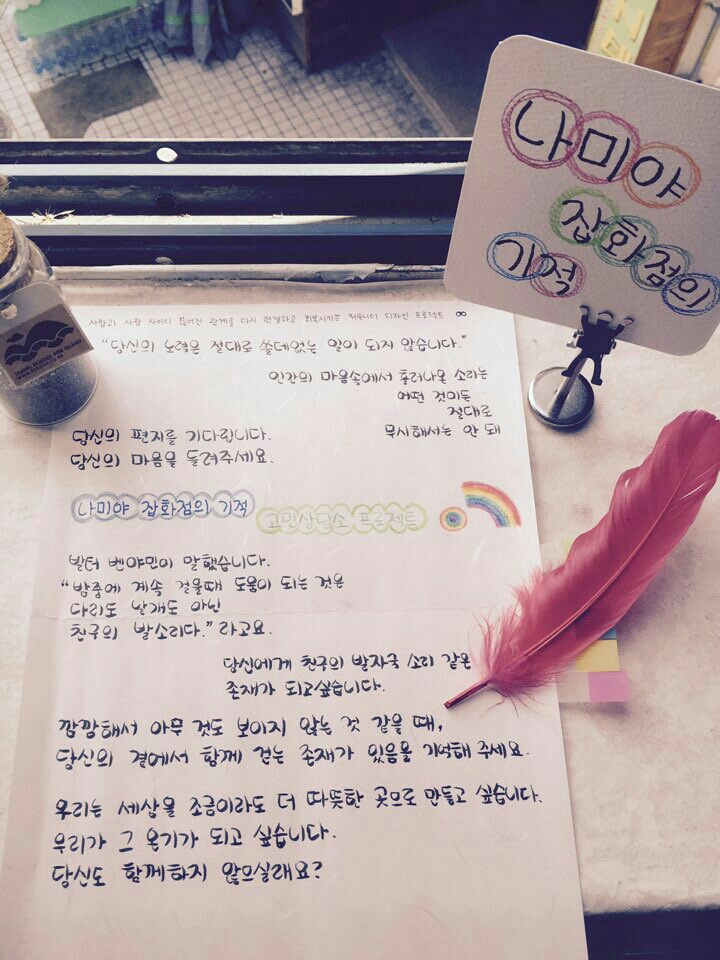 나미야
잡화점의
기적
사람과 사람 사이의 틀어진 관계를 다시 연결하고 회복시키는 커뮤니티 디자인 프로젝트 ∞
"당신의 노력은 절대로 쓸데없는 일이 되지 않습니다."
인간의 마음속에서 흘러나온 소리는
어떤 것이든
절대로
무시해서는 안 돼
당신의 편지를 기다립니다.
당신의 마음을 들려주세요.
나미야 잡화점의 기적
고민상담소 프로젝트
발터 벤야민이 말했습니다.
"밤중에 계속 걸을때 도움이 되는 것은
다리도 날개도 아닌
친구의 발소리다." 라고요.
당신에게 친구의 발자국 소리 같은
존재가 되고싶습니다.
깜깜해서 아무 것도 보이지 않는 것 같을 때,
당신의 곁에서 함께 걷는 존재가 있음을 기억해 주세요.
우리는 세상을 조금이라도 더 따뜻한 곳으로 만들고 싶습니다.
우리가 그 온기가 되고 싶습니다.
당신도 함께하지 않으실래요?